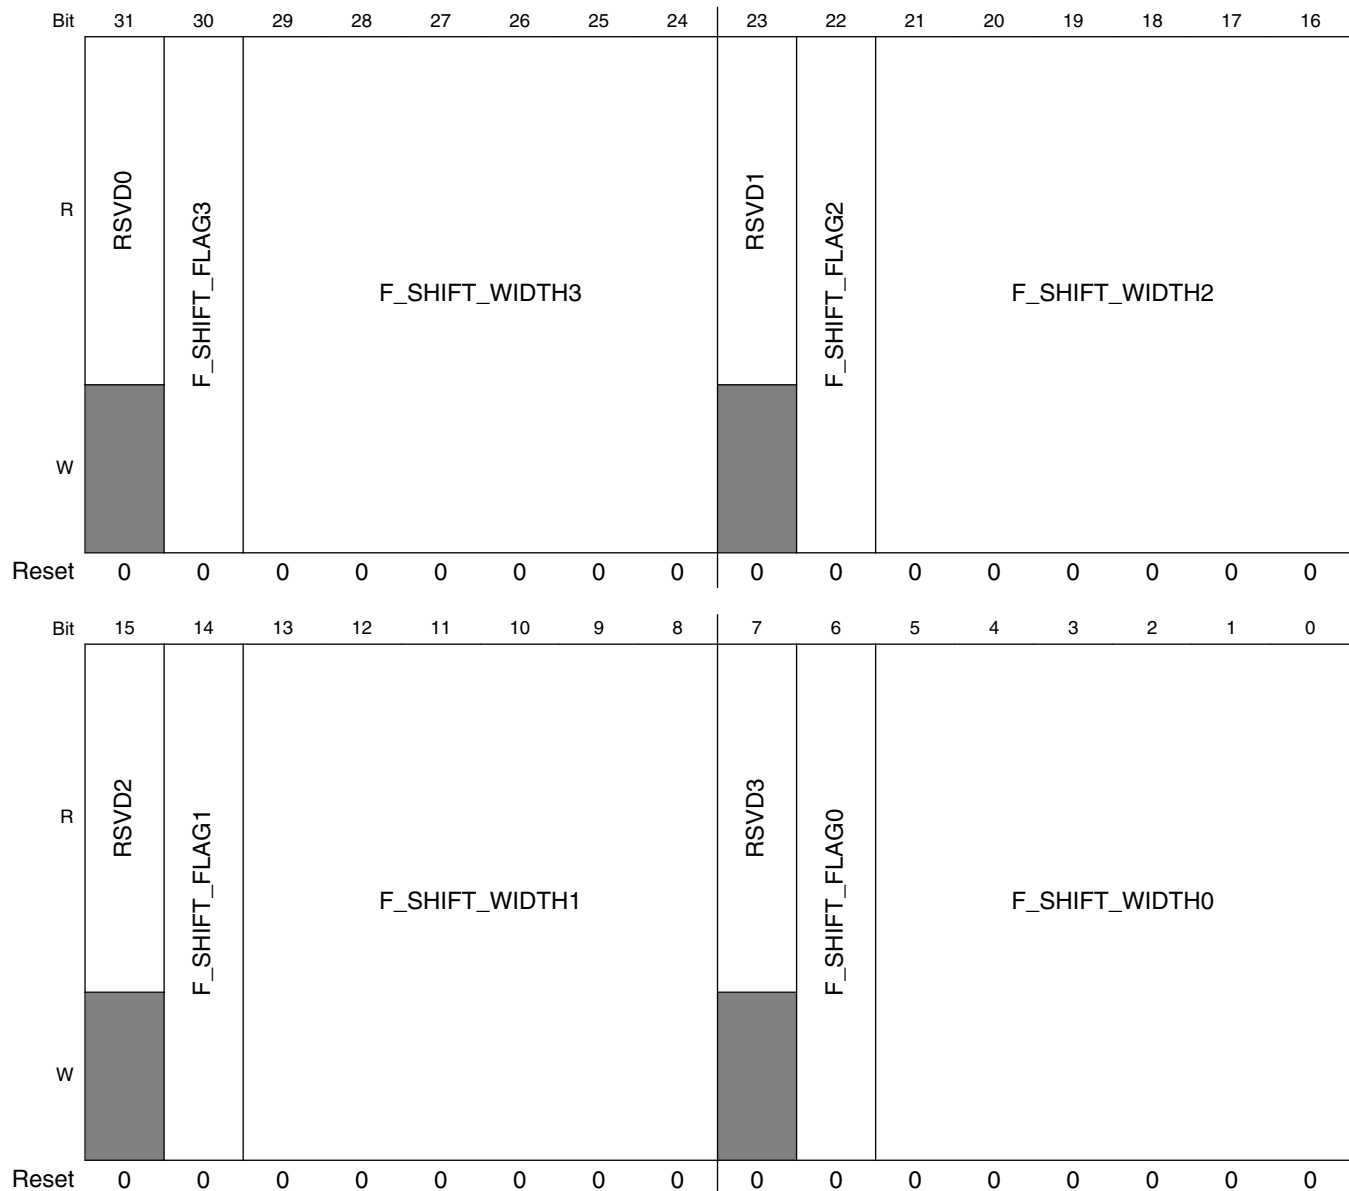 Bit 31 30 29 28 27 26 25 24 23 22 21 20 19 18 17 16
R RSVD0 F_SHIFT_FLAG3 F_SHIFT_WIDTH3 RSVD1 F_SHIFT_FLAG2 F_SHIFT_WIDTH2
W
Reset 0 0 0 0 0 0 0 0 0 0 0 0 0 0 0 0
Bit 15 14 13 12 11 10 9 8 7 6 5 4 3 2 1 0
R RSVD2 F_SHIFT_FLAG1 F_SHIFT_WIDTH1 RSVD3 F_SHIFT_FLAG0 F_SHIFT_WIDTH0
W
Reset 0 0 0 0 0 0 0 0 0 0 0 0 0 0 0 0